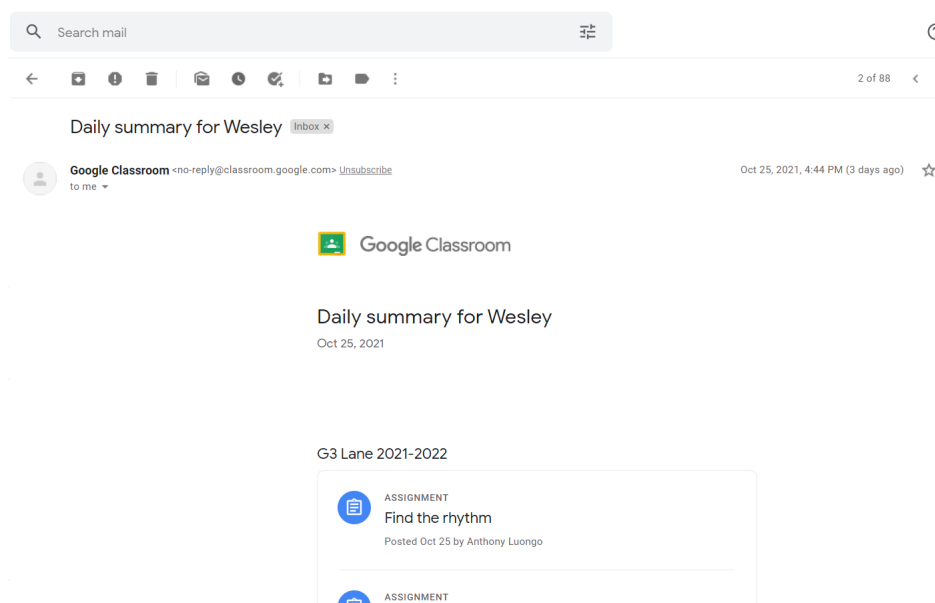 Search mail
2 of 88
Daily summary for Wesley Inbox ×
Google Classroom <no-reply@classroom.google.com> Unsubscribe
Oct 25, 2021, 4:44 PM (3 days ago)
to me
Google Classroom
Daily summary for Wesley
Oct 25, 2021
G3 Lane 2021-2022
ASSIGNMENT
Find the rhythm
Posted Oct 25 by Anthony Luongo
ASSIGNMENT